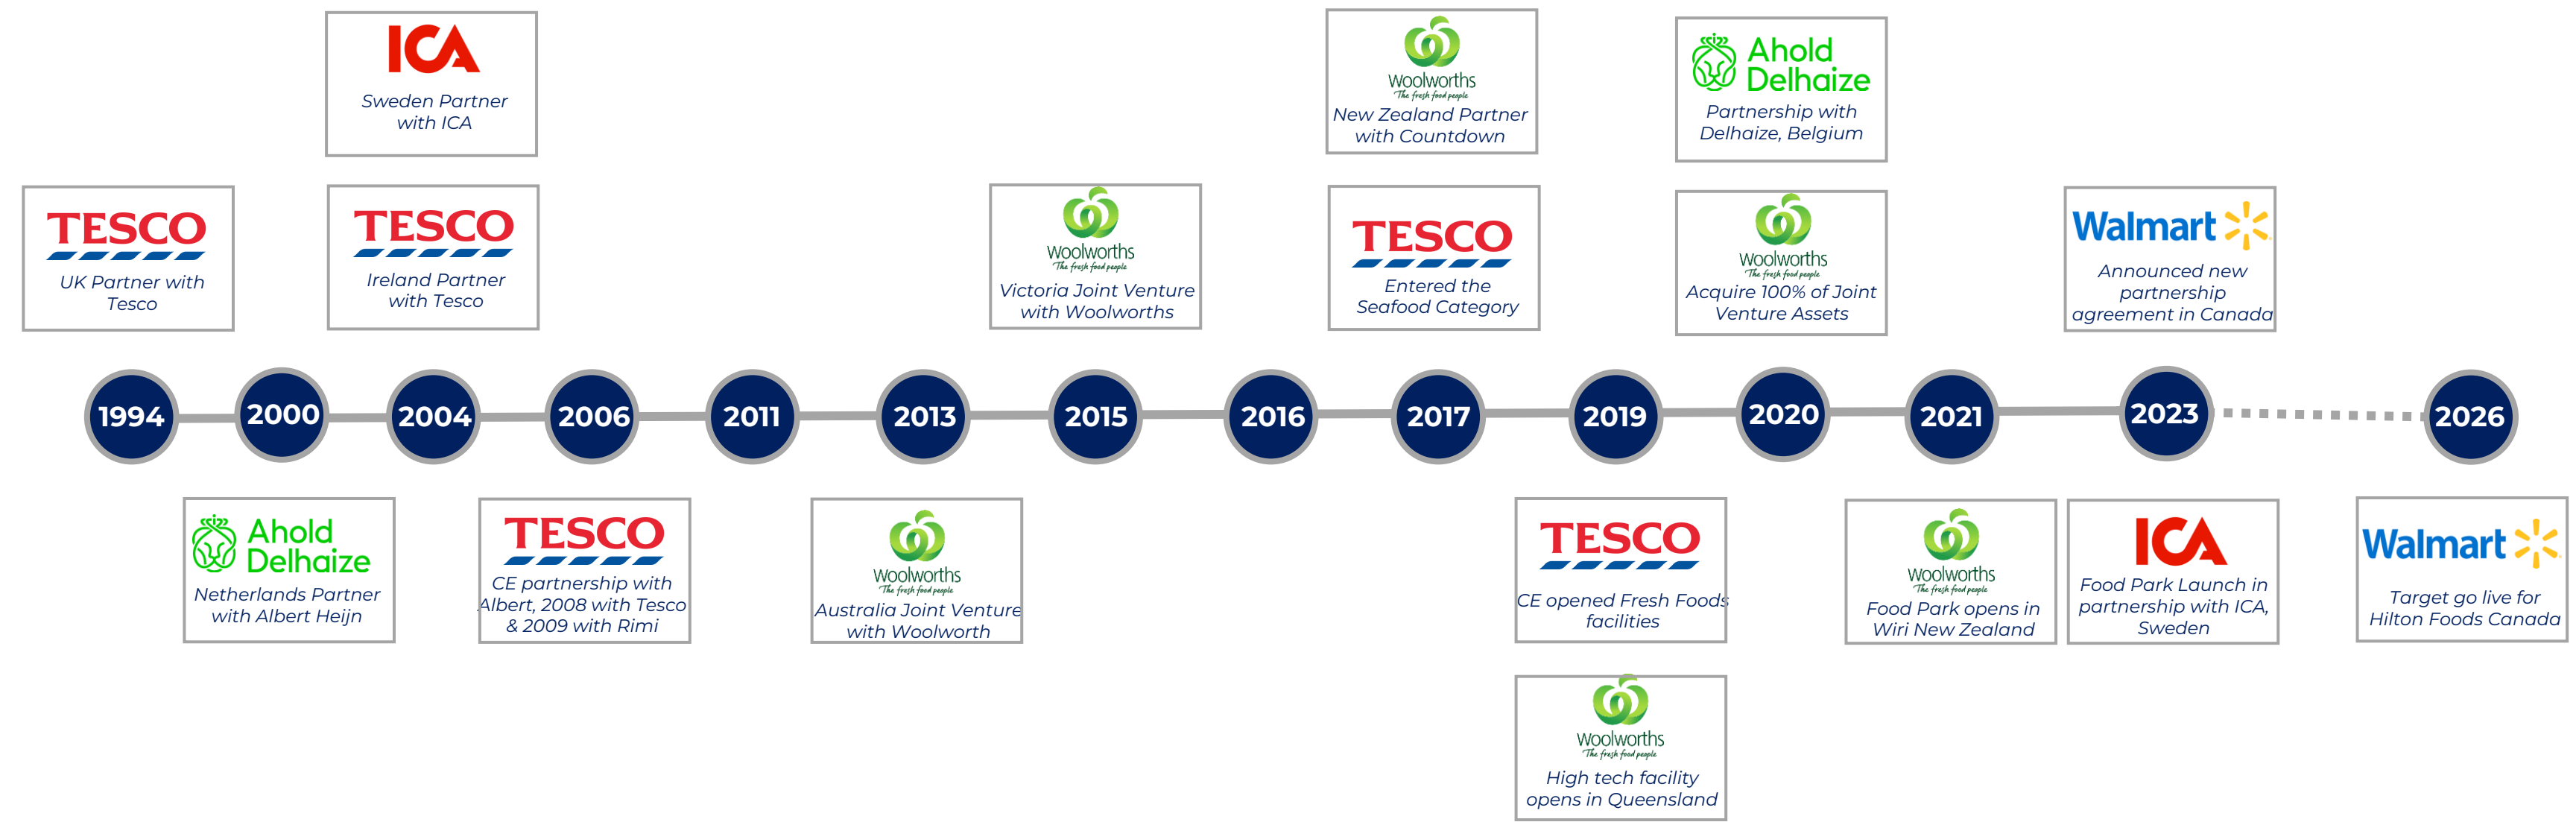 ICA
Sweden Partner
with ICA
Woolworths
The fresh food people
New Zealand Partner
with Countdown
Ahold
Delhaize
Partnership with
Delhaize, Belgium
TESCO
UK Partner with
Tesco
TESCO
Ireland Partner
with Tesco
Woolworths
The fresh food people
Victoria Joint Venture
with Woolworths
TESCO
Entered the
Seafood Category
Woolworths
The fresh food people
Acquire 100% of Joint
Venture Assets
Walmart
Announced new
partnership
agreement in Canada
1994
2000
2004
2006
2011
2013
2015
2016
2017
2019
2020
2021
2023
2026
Ahold
Delhaize
Netherlands Partner
with Albert Heijn
TESCO
CE partnership with
Albert, 2008 with Tesco
& 2009 with Rimi
Woolworths
The fresh food people
Australia Joint Venture
with Woolworth
TESCO
CE opened Fresh Foods
facilities
Woolworths
The fresh food people
Food Park opens in
Wiri New Zealand
ICA
Food Park Launch in
partnership with ICA,
Sweden
Walmart
Target go live for
Hilton Foods Canada
Woolworths
The fresh food people
High tech facility
opens in Queensland